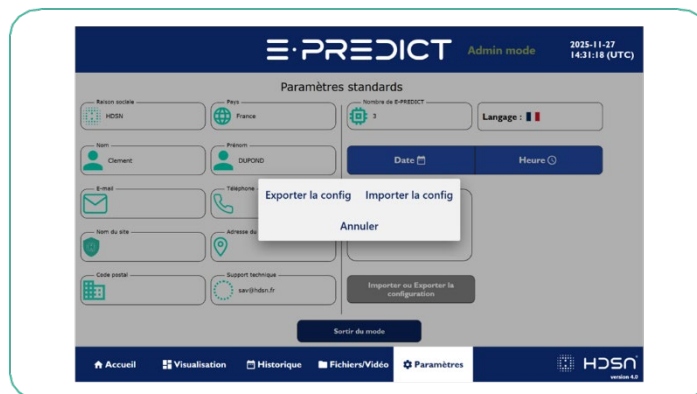 E·PREDICT
Admin mode
2025-11-27
14:31:18 (UTC)
Paramètres standards
Raison sociale
HDSN
Pays
France
Nombre de E-PREDICT
3
Langage :
Nom
Clement
Prénom
DUPOND
Date
Heure
E-mail
Téléphone
Exporter la config
Importer la config
Annuler
Nom du site
Adresse du
Code postal
Support technique
sav@hdsn.fr
Importer ou Exporter la
configuration
Sortir du mode
Accueil
Visualisation
Historique
Fichiers/Vidéo
Paramètres
HDSN
version 4.0